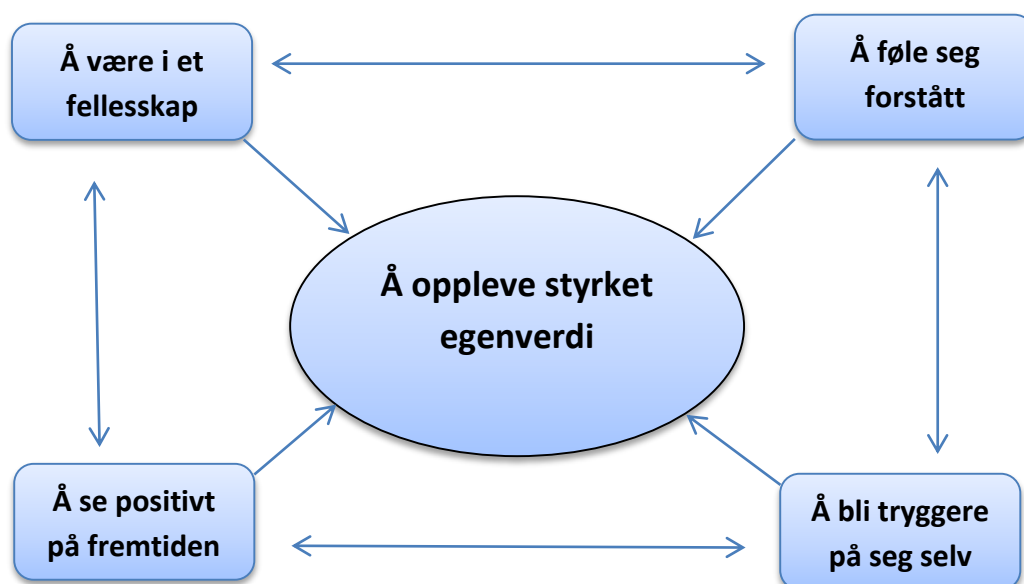 Å være i et
fellesskap
Å føle seg
forstått
Å oppleve styrket
egenverdi
Å se positivt
på fremtiden
Å bli tryggere
på seg selv